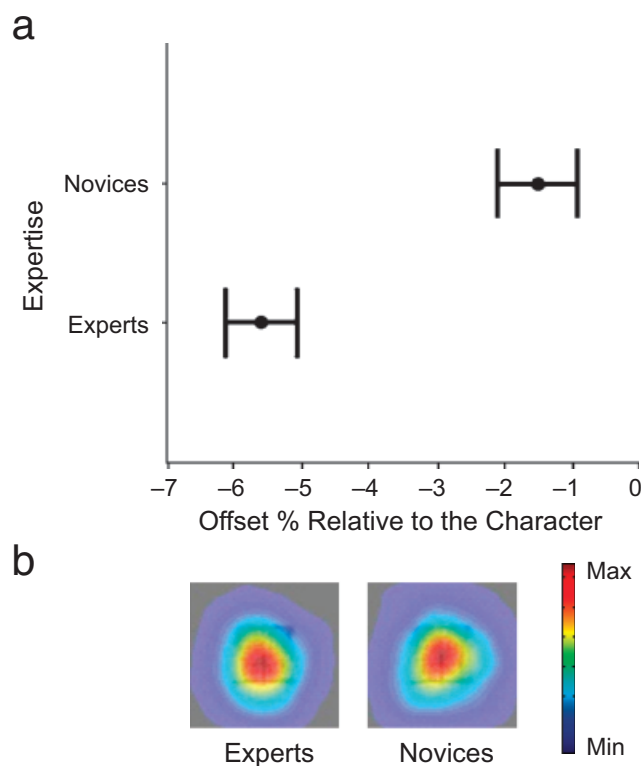 a
Expertise
Novices
Experts
–7 –6 –5 –4 –3 –2 –1 0
Offset % Relative to the Character
b
Max
Min
Experts Novices